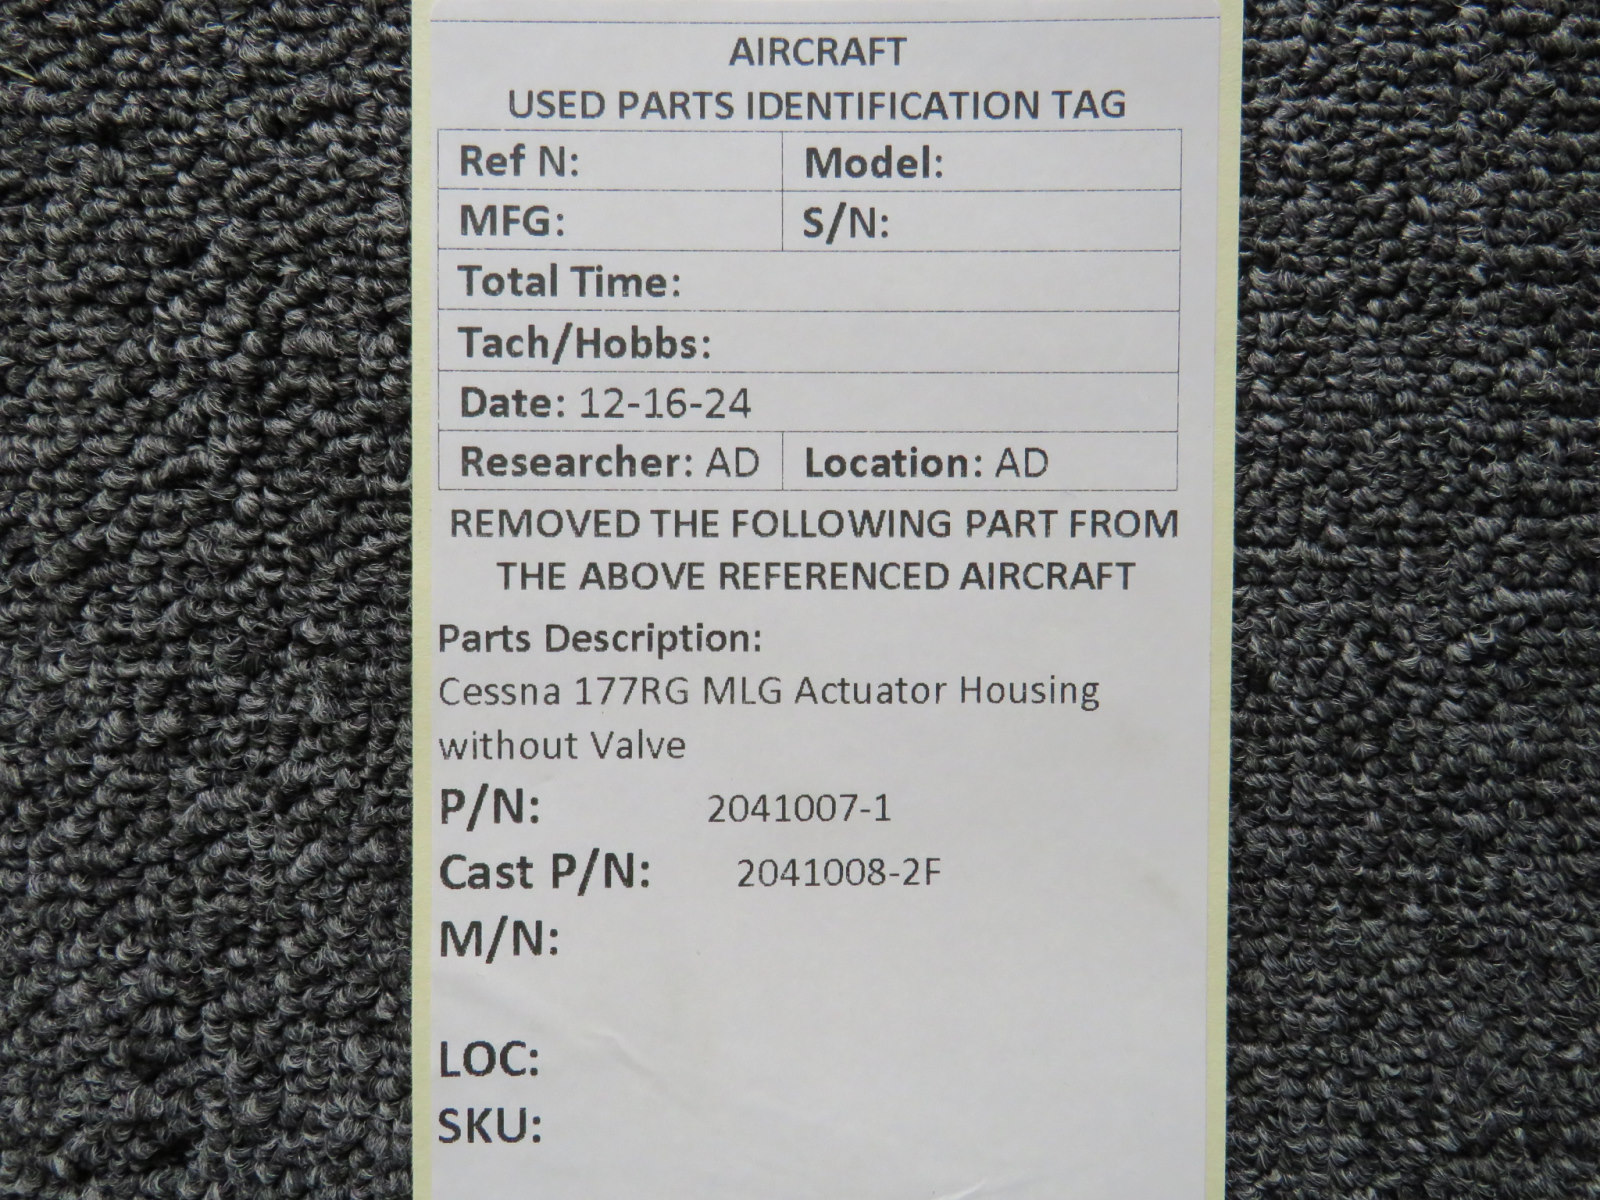 AIRCRAFT
USED PARTS IDENTIFICATION TAG
Ref N: Model:
MFG: S/N:
Total Time:
Tach/Hobbs:
Date: 12-16-24
Researcher: AD Location: AD
REMOVED THE FOLLOWING PART FROM
THE ABOVE REFERENCED AIRCRAFT
Parts Description:
Cessna 177RG MLG Actuator Housing
without Valve
P/N: 2041007-1
Cast P/N: 2041008-2F
M/N:
LOC:
SKU: